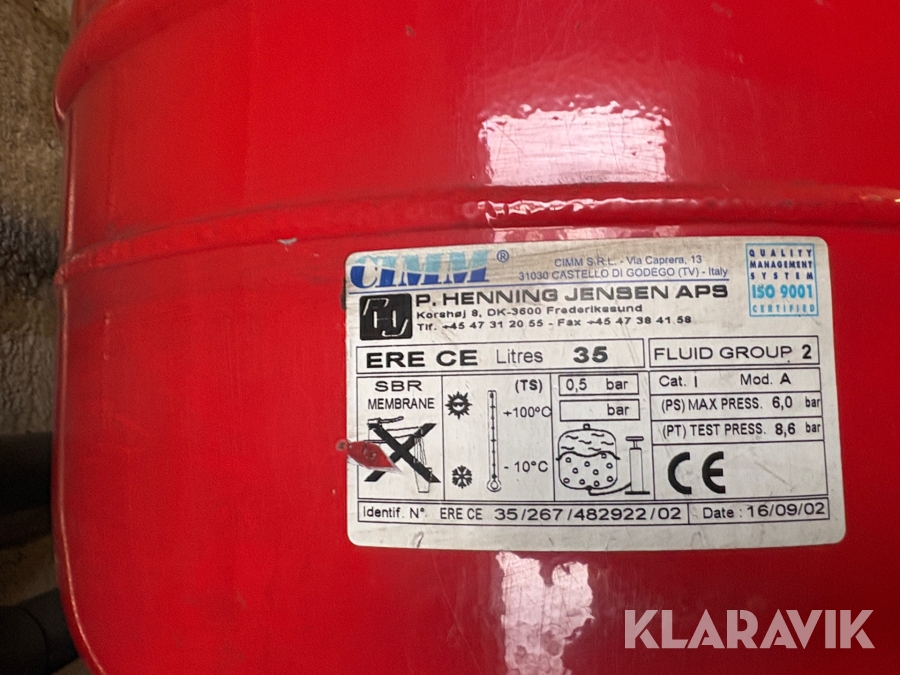 CIMM®
CIMM S.R.L. - Via Caprera, 13
31030 CASTELLO DI GODEGO (TV) - Italy
QUALITY
MANAGEMENT
SYSTEM
ISO 9001
CERTIFIED
P. HENNING JENSEN APS
Korshøj 8, DK-3600 Frederikssund
Tlf. +45 47 31 20 55 - Fax +45 47 38 41 58
ERE CE Litres 35
FLUID GROUP 2
SBR
MEMBRANE
(TS)
+100°C
- 10°C
0,5 bar
bar
Cat. I Mod. A
(PS) MAX PRESS. 6,0 bar
(PT) TEST PRESS. 8,6 bar
CE
Identif. N° ERE CE 35/267/482922/02
Date : 16/09/02
KLARAVIK